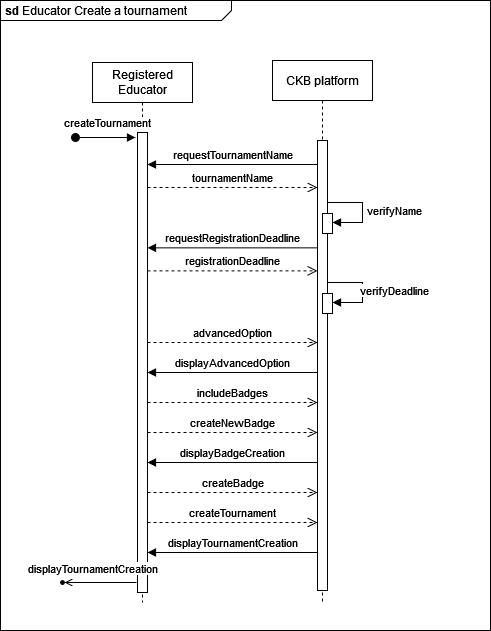 sd Educator Create a tournament
Registered
Educator
CKB platform
createTournament
requestTournamentName
tournamentName
verifyName
requestRegistrationDeadline
registrationDeadline
verifyDeadline
advancedOption
displayAdvancedOption
includeBadges
createNewBadge
displayBadgeCreation
createBadge
createTournament
displayTournamentCreation
displayTournamentCreation